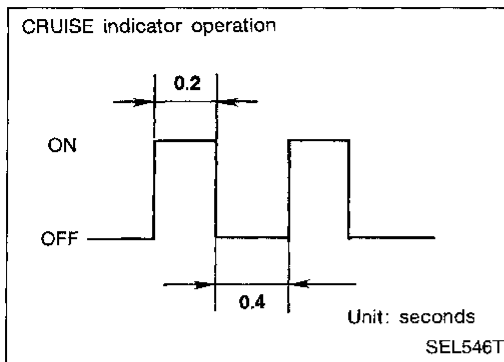 CRUISE indicator operation
0.2
ON
OFF
0.4
Unit: seconds
SEL546T